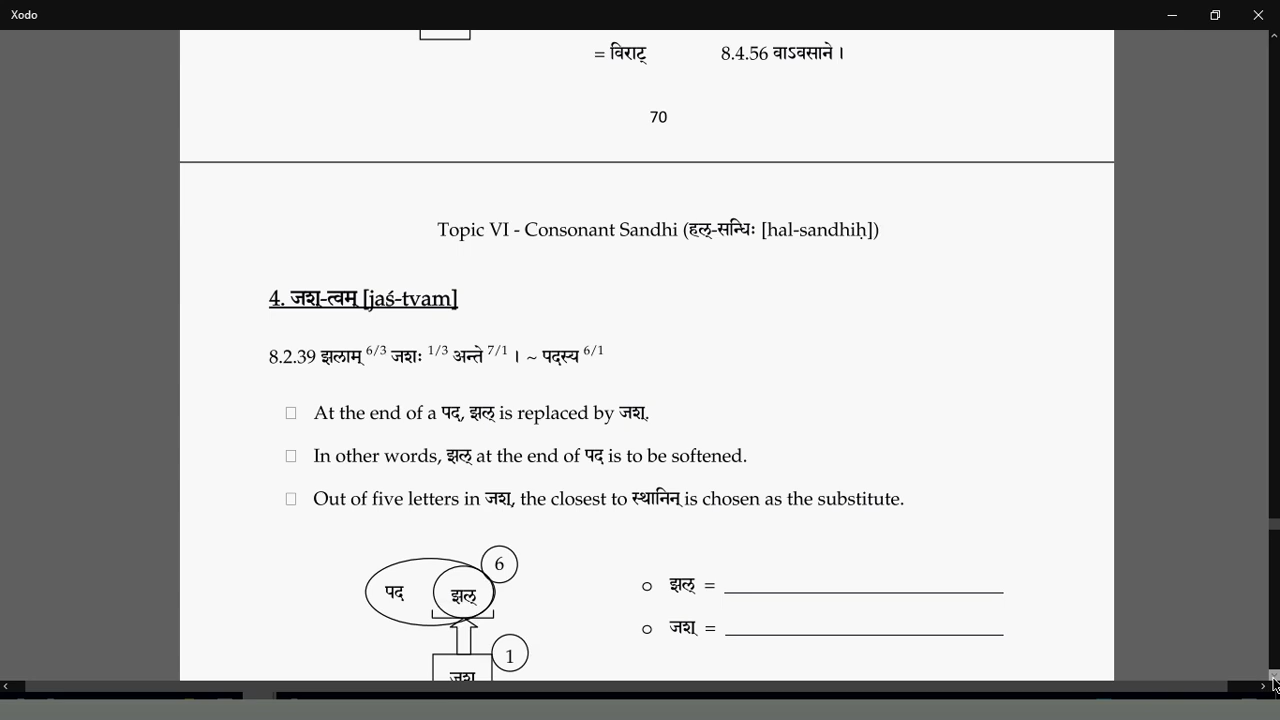 Xodo
= विराट् 8.4.56 वाऽवसाने ।
70
Topic VI - Consonant Sandhi (हल्-सन्धिः [hal-sandhiḥ])
4. जश्-त्वम् [jaś-tvam]
8.2.39 झलाम् 6/3 जशः 1/3 अन्ते 7/1 । ~ पदस्य 6/1
At the end of a पद, झल् is replaced by जश्.
In other words, झल् at the end of पद is to be softened.
Out of five letters in जश्, the closest to स्थानिन् is chosen as the substitute.
6
पद झल्
o झल् = 
o जश् = 
1
जश्